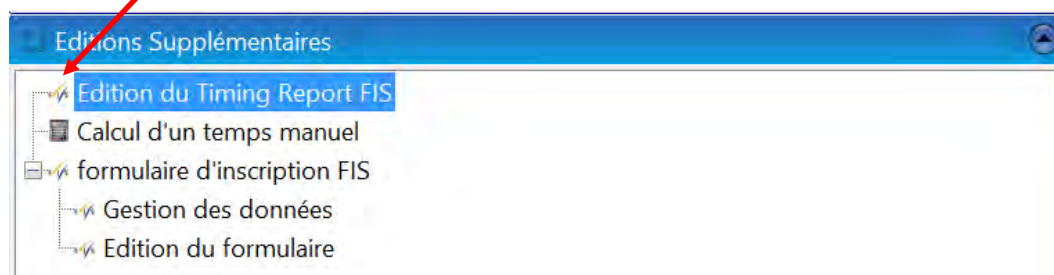 Editions Supplémentaires
Edition du Timing Report FIS
Calcul d'un temps manuel
formulaire d'inscription FIS
Gestion des données
Edition du formulaire